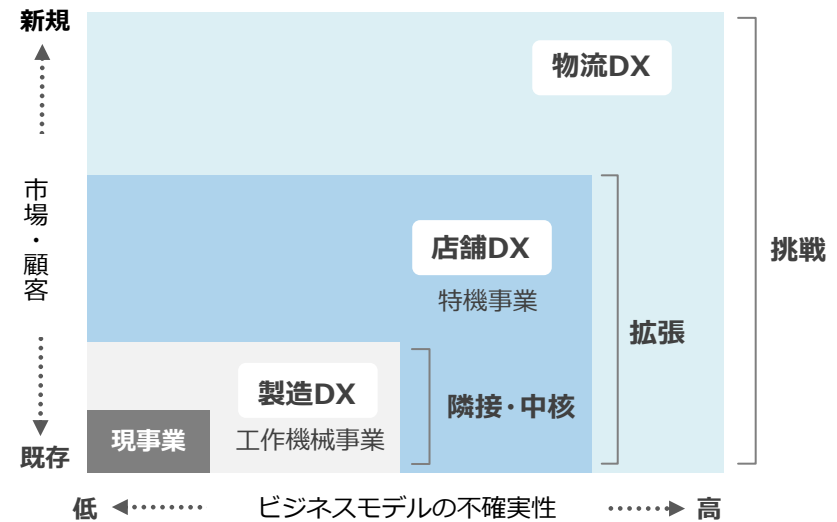 新規
物流DX
市場・顧客
店舗DX
特機事業
挑戦
拡張
製造DX
隣接・中核
現事業
工作機械事業
既存
低
ビジネスモデルの不確実性
高